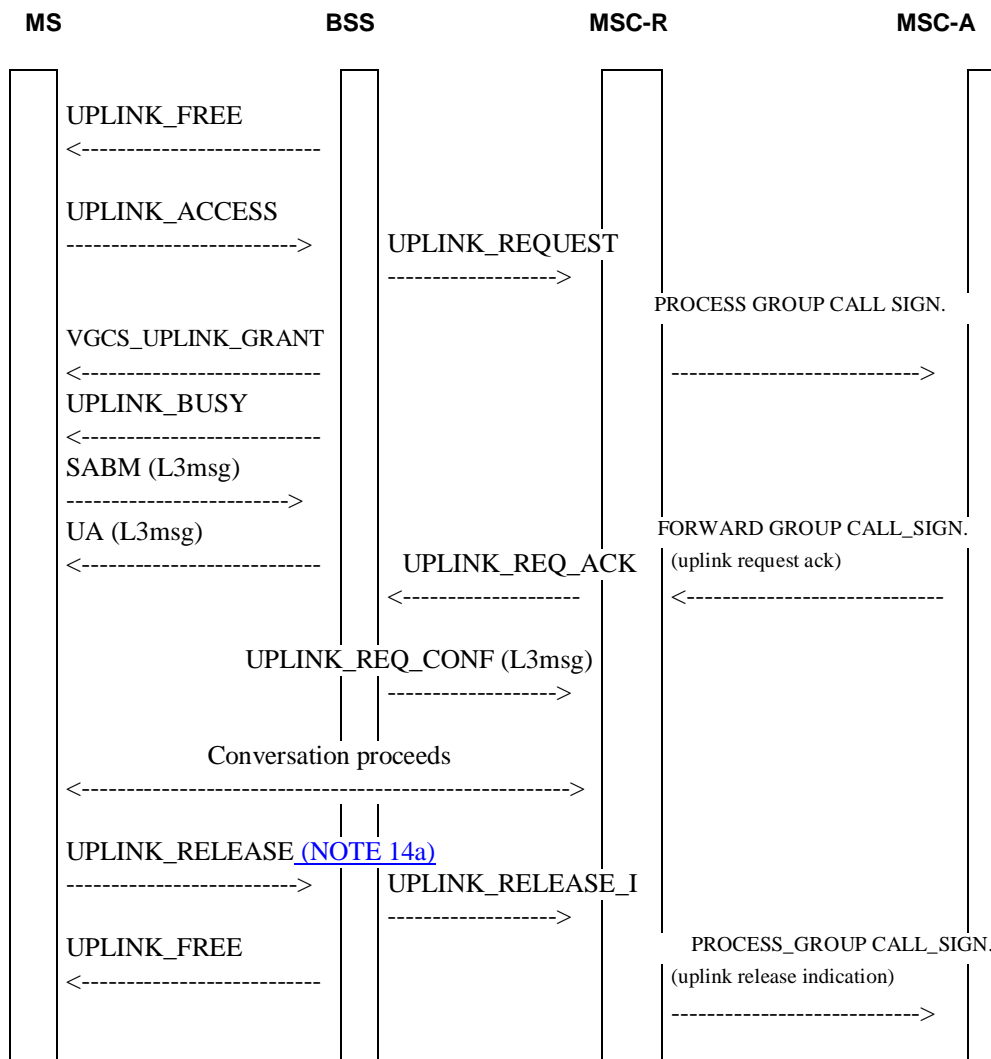 MS BSS MSC-R MSC-A
UPLINK_FREE
<---------------------------
UPLINK_ACCESS
-------------------------->
UPLINK_REQUEST
------------------->
PROCESS GROUP CALL SIGN.
VGCS_UPLINK_GRANT
<---------------------------
---------------------------->
UPLINK_BUSY
<---------------------------
SABM (L3msg)
------------------------->
UA (L3msg)
<---------------------------
FORWARD GROUP CALL_SIGN.
UPLINK_REQ_ACK
(uplink request ack)
<--------------------
<-----------------------------
UPLINK_REQ_CONF (L3msg)
------------------->
Conversation proceeds
<------------------------------------------------------->
UPLINK_RELEASE (NOTE 14a)
-------------------------->
UPLINK_RELEASE_I
------------------->
UPLINK_FREE
<---------------------------
PROCESS_GROUP CALL_SIGN.
(uplink release indication)
---------------------------->